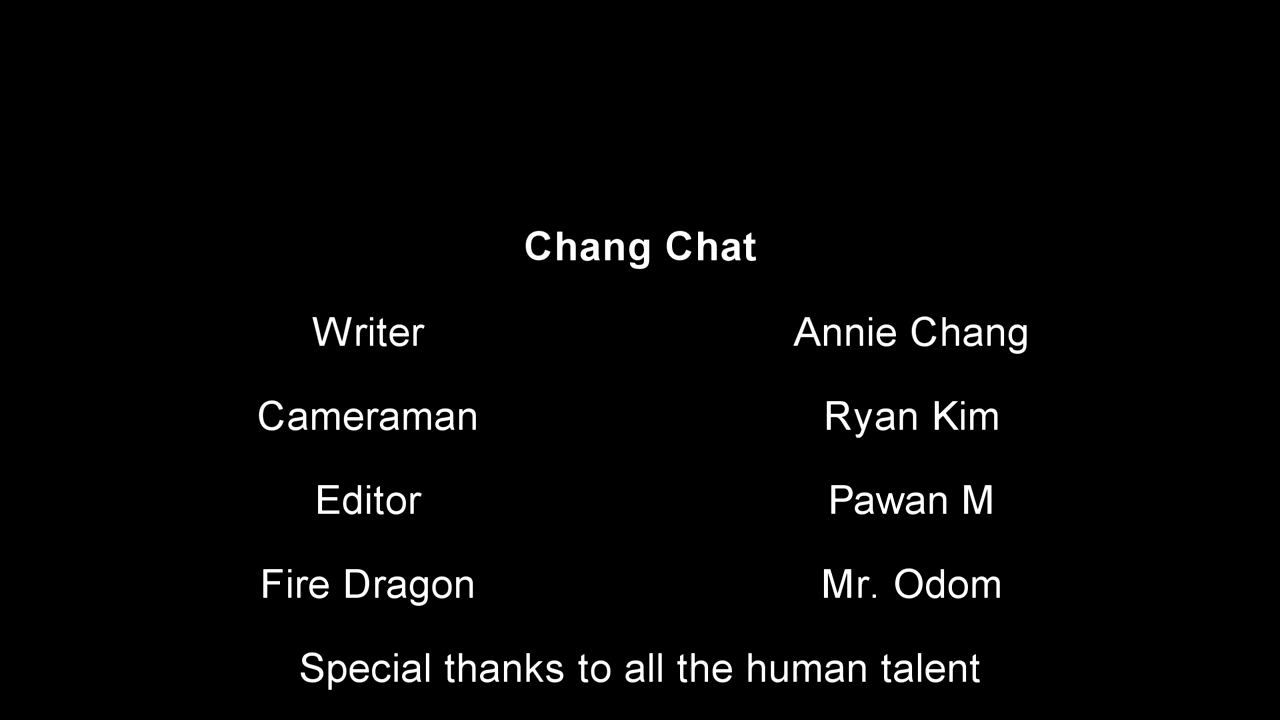 Chang Chat
Writer Annie Chang
Cameraman Ryan Kim
Editor Pawan M
Fire Dragon Mr. Odom
Special thanks to all the human talent